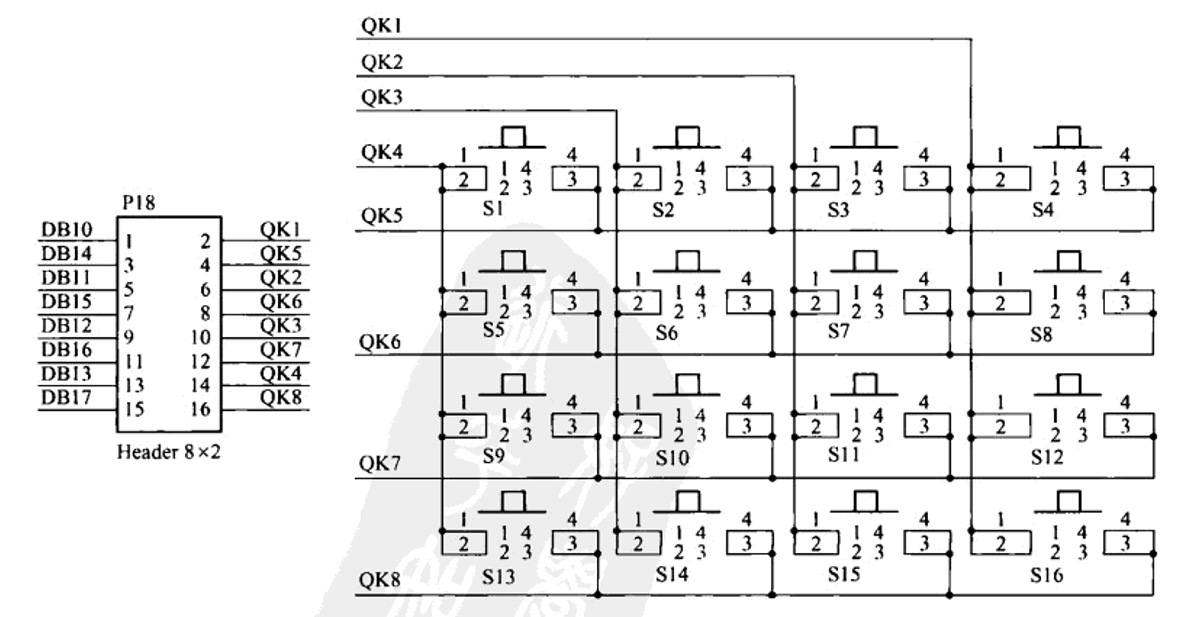 QK1
QK2
QK3
QK4
1 4 1 4 1 4 1 4
2 1 4 3 2 1 4 3 2 1 4 3 2 1 4 3
2 3 2 3 2 3 2 3
S1 S2 S3 S4
QK5
1 4 1 4 1 4 1 4
2 1 4 3 2 1 4 3 2 1 4 3 2 1 4 3
2 3 2 3 2 3 2 3
S5 S6 S7 S8
QK6
1 4 1 4 1 4 1 4
2 1 4 3 2 1 4 3 2 1 4 3 2 1 4 3
2 3 2 3 2 3 2 3
S9 S10 S11 S12
QK7
1 4 1 4 1 4 1 4
2 1 4 3 2 1 4 3 2 1 4 3 2 1 4 3
2 3 2 3 2 3 2 3
S13 S14 S15 S16
QK8
P18
DB10 1 2 QK1
DB14 3 4 QK5
DB11 5 6 QK2
DB15 7 8 QK6
DB12 9 10 QK3
DB16 11 12 QK7
DB13 13 14 QK4
DB17 15 16 QK8
Header 8×2